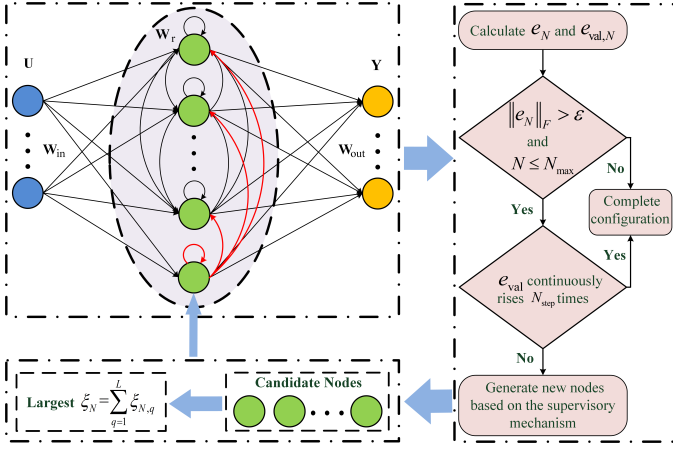 U
W_r
Y
W_in
W_out
Calculate e_N and e_val,N
‖e_N‖_F > ε
and
N ≤ N_max
No
Yes
Complete
configuration
Yes
e_val continuously
rises N_step times
No
Generate new nodes
based on the supervisory
mechanism
Candidate Nodes
Largest ξ_N = ∑_{q=1}^{L} ξ_{N,q}